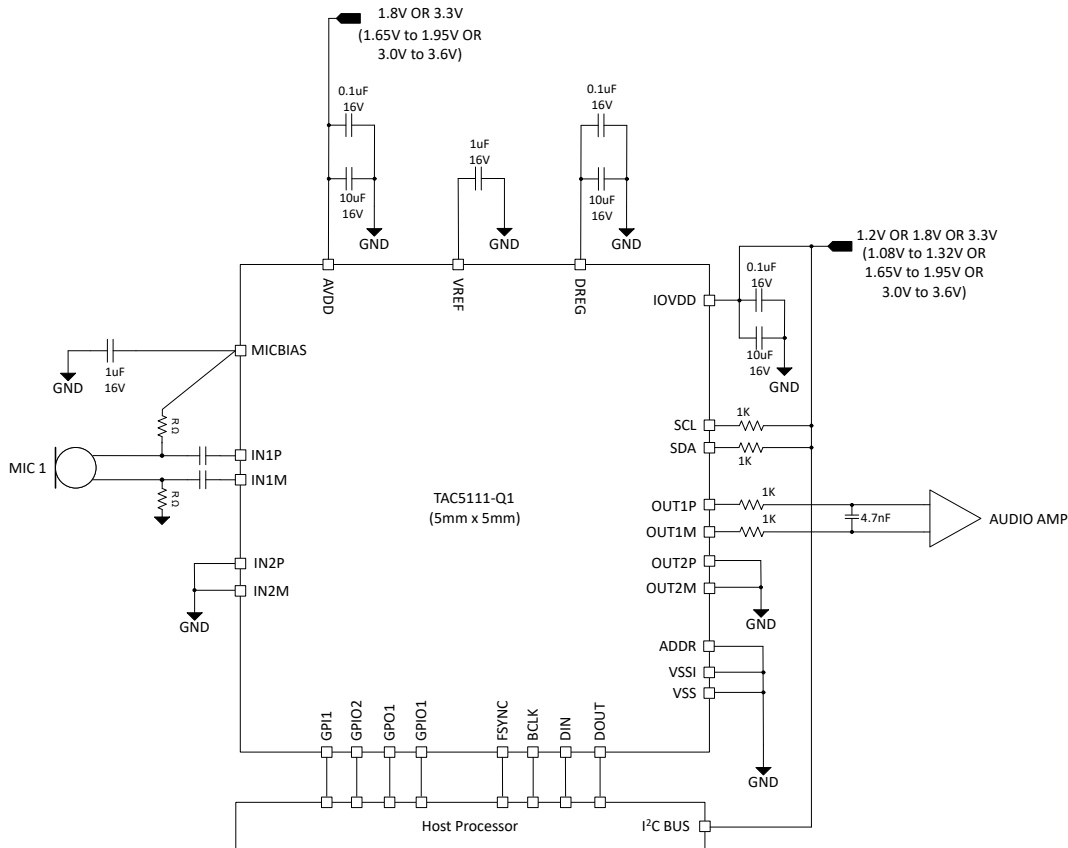 1.8V OR 3.3V
(1.65V to 1.95V OR
3.0V to 3.6V)
0.1uF
16V
10uF
16V
GND
1uF
16V
GND
0.1uF
16V
10uF
16V
GND
1.2V OR 1.8V OR 3.3V
(1.08V to 1.32V OR
1.65V to 1.95V OR
3.0V to 3.6V)
0.1uF
16V
10uF
16V
GND
AVDD
VREF
DREG
IOVDD
MICBIAS
1uF
16V
GND
R Ω
MIC 1
IN1P
IN1M
R Ω
IN2P
IN2M
GND
TAC5111-Q1
(5mm x 5mm)
SCL
1K
SDA
1K
OUT1P
1K
OUT1M
1K
4.7nF
AUDIO AMP
OUT2P
OUT2M
GND
ADDR
VSSI
VSS
GND
GPI1
GPIO2
GPO1
GPIO1
FSYNC
BCLK
DIN
DOUT
Host Processor
I²C BUS